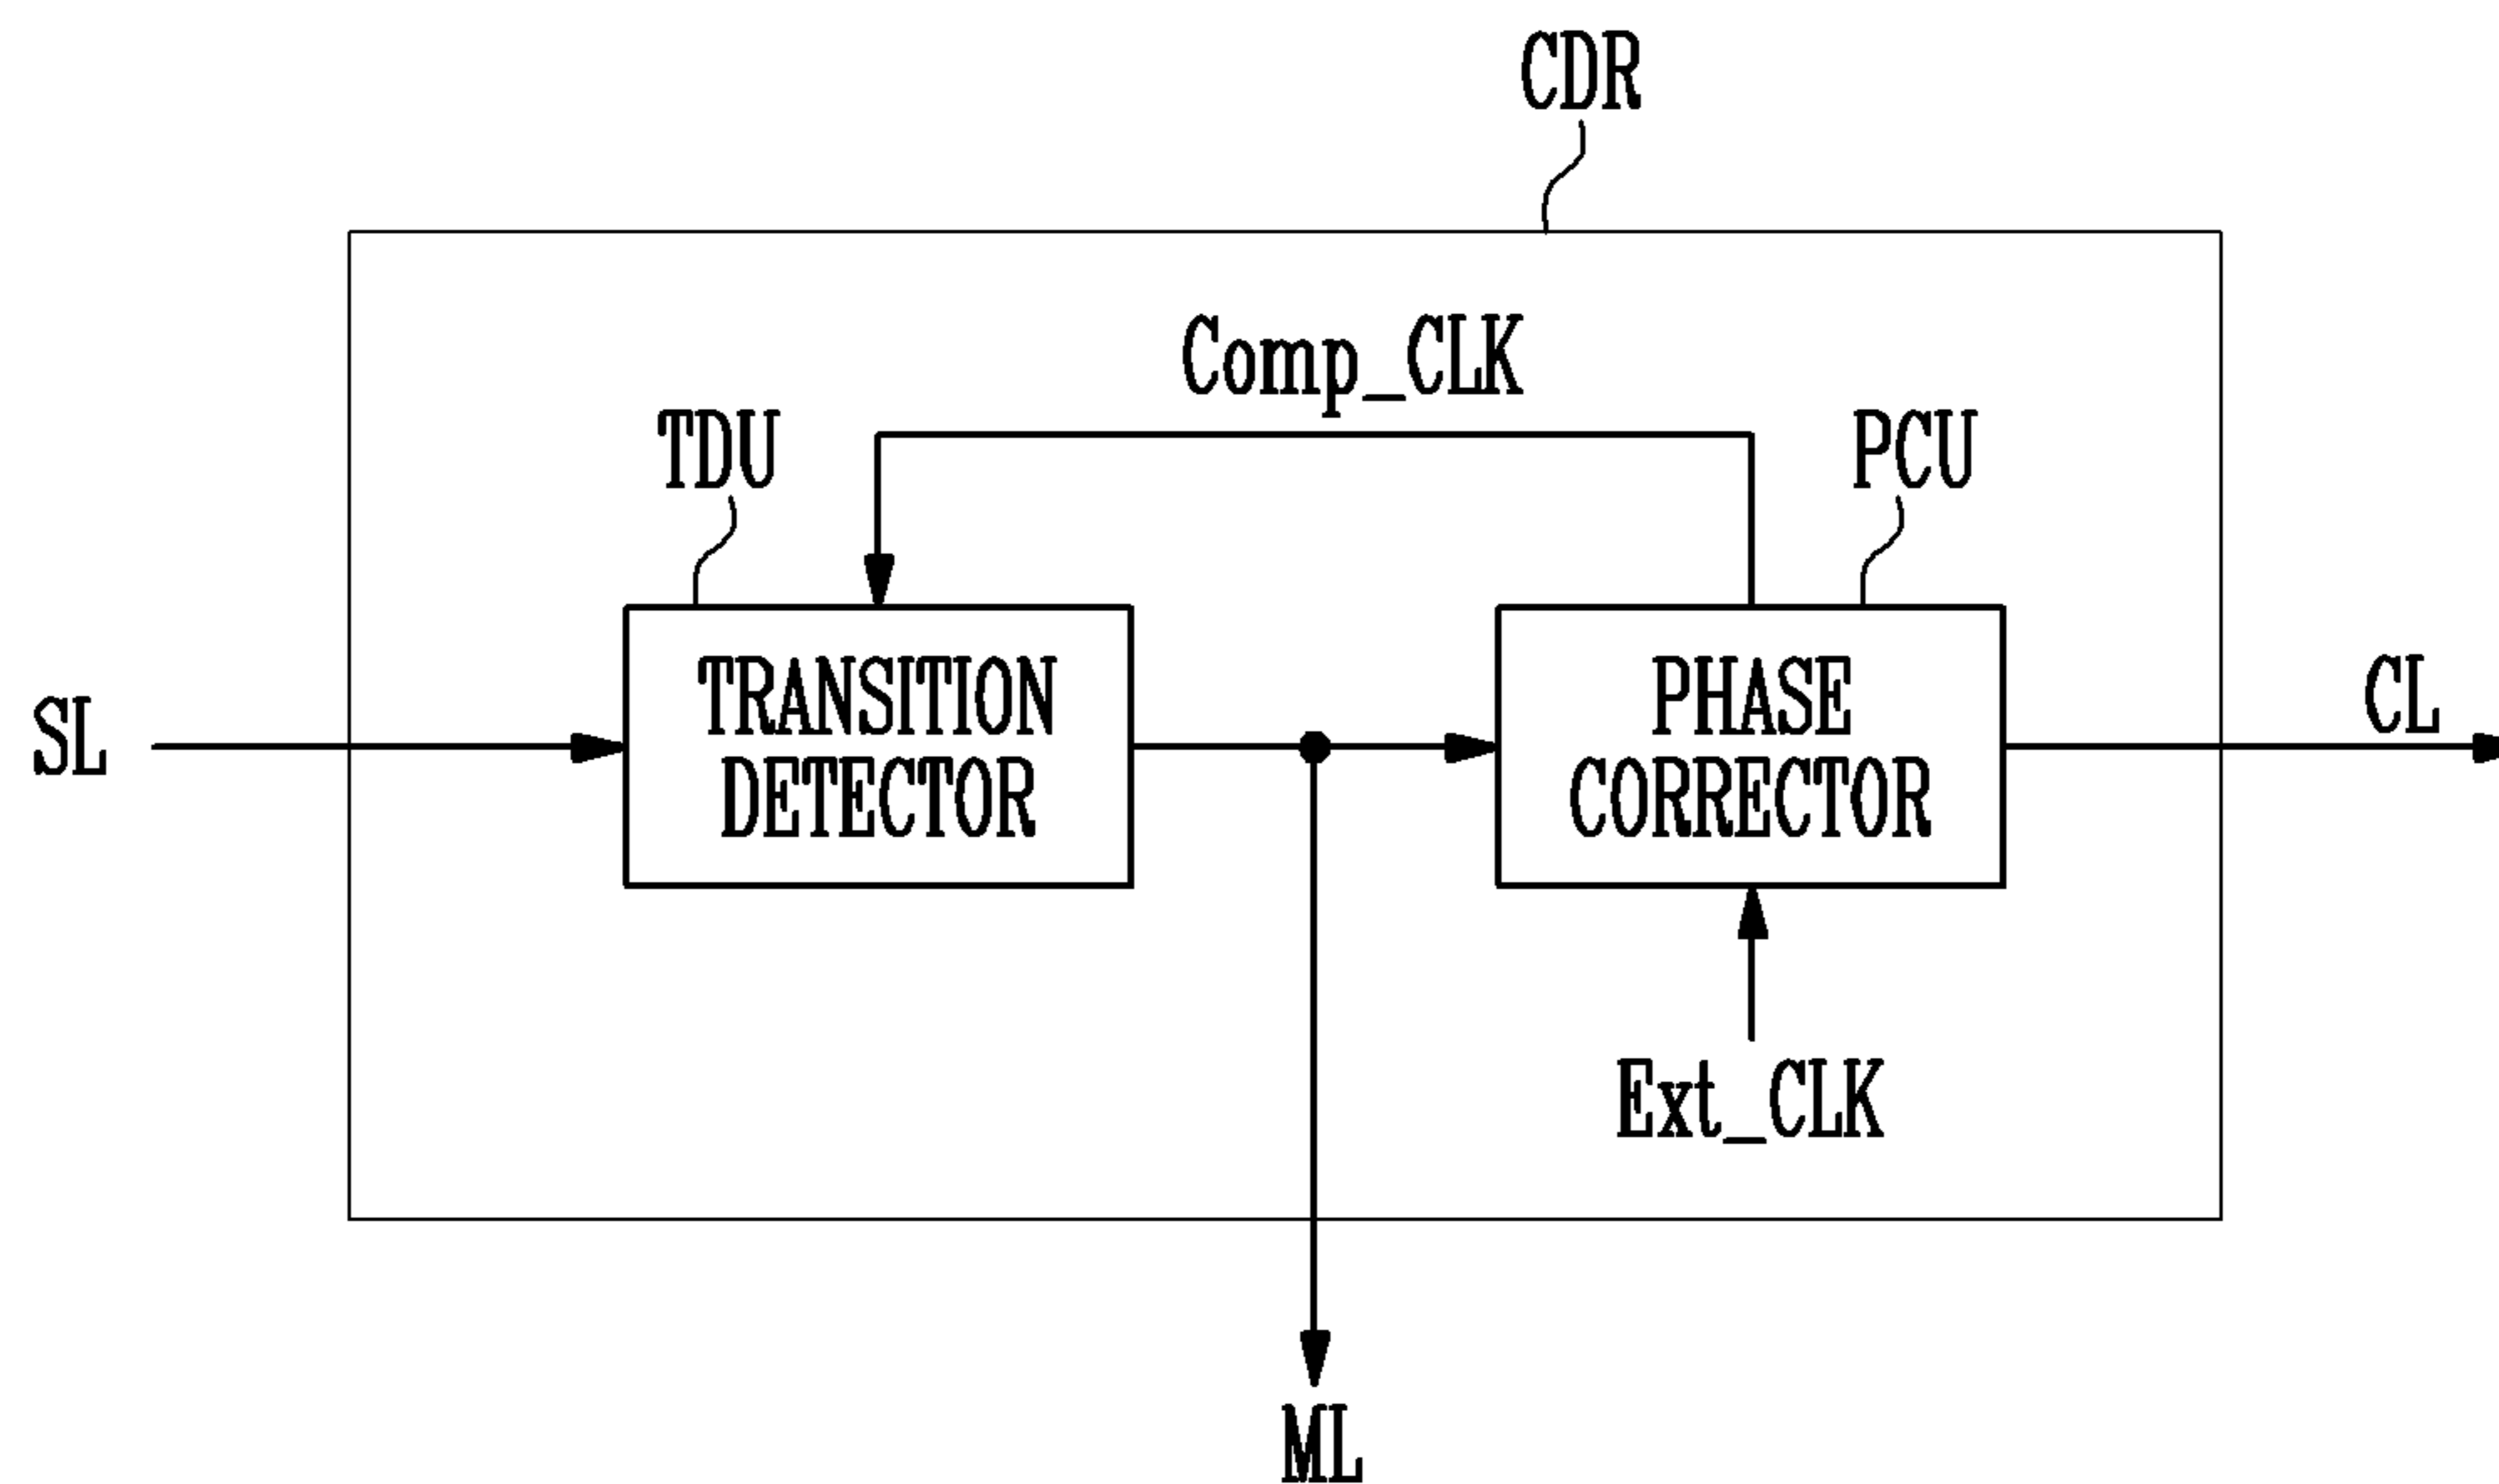 CDR
Comp_CLK
TDU
PCU
TRANSITION
DETECTOR
PHASE
CORRECTOR
SL
CL
Ext_CLK
ML